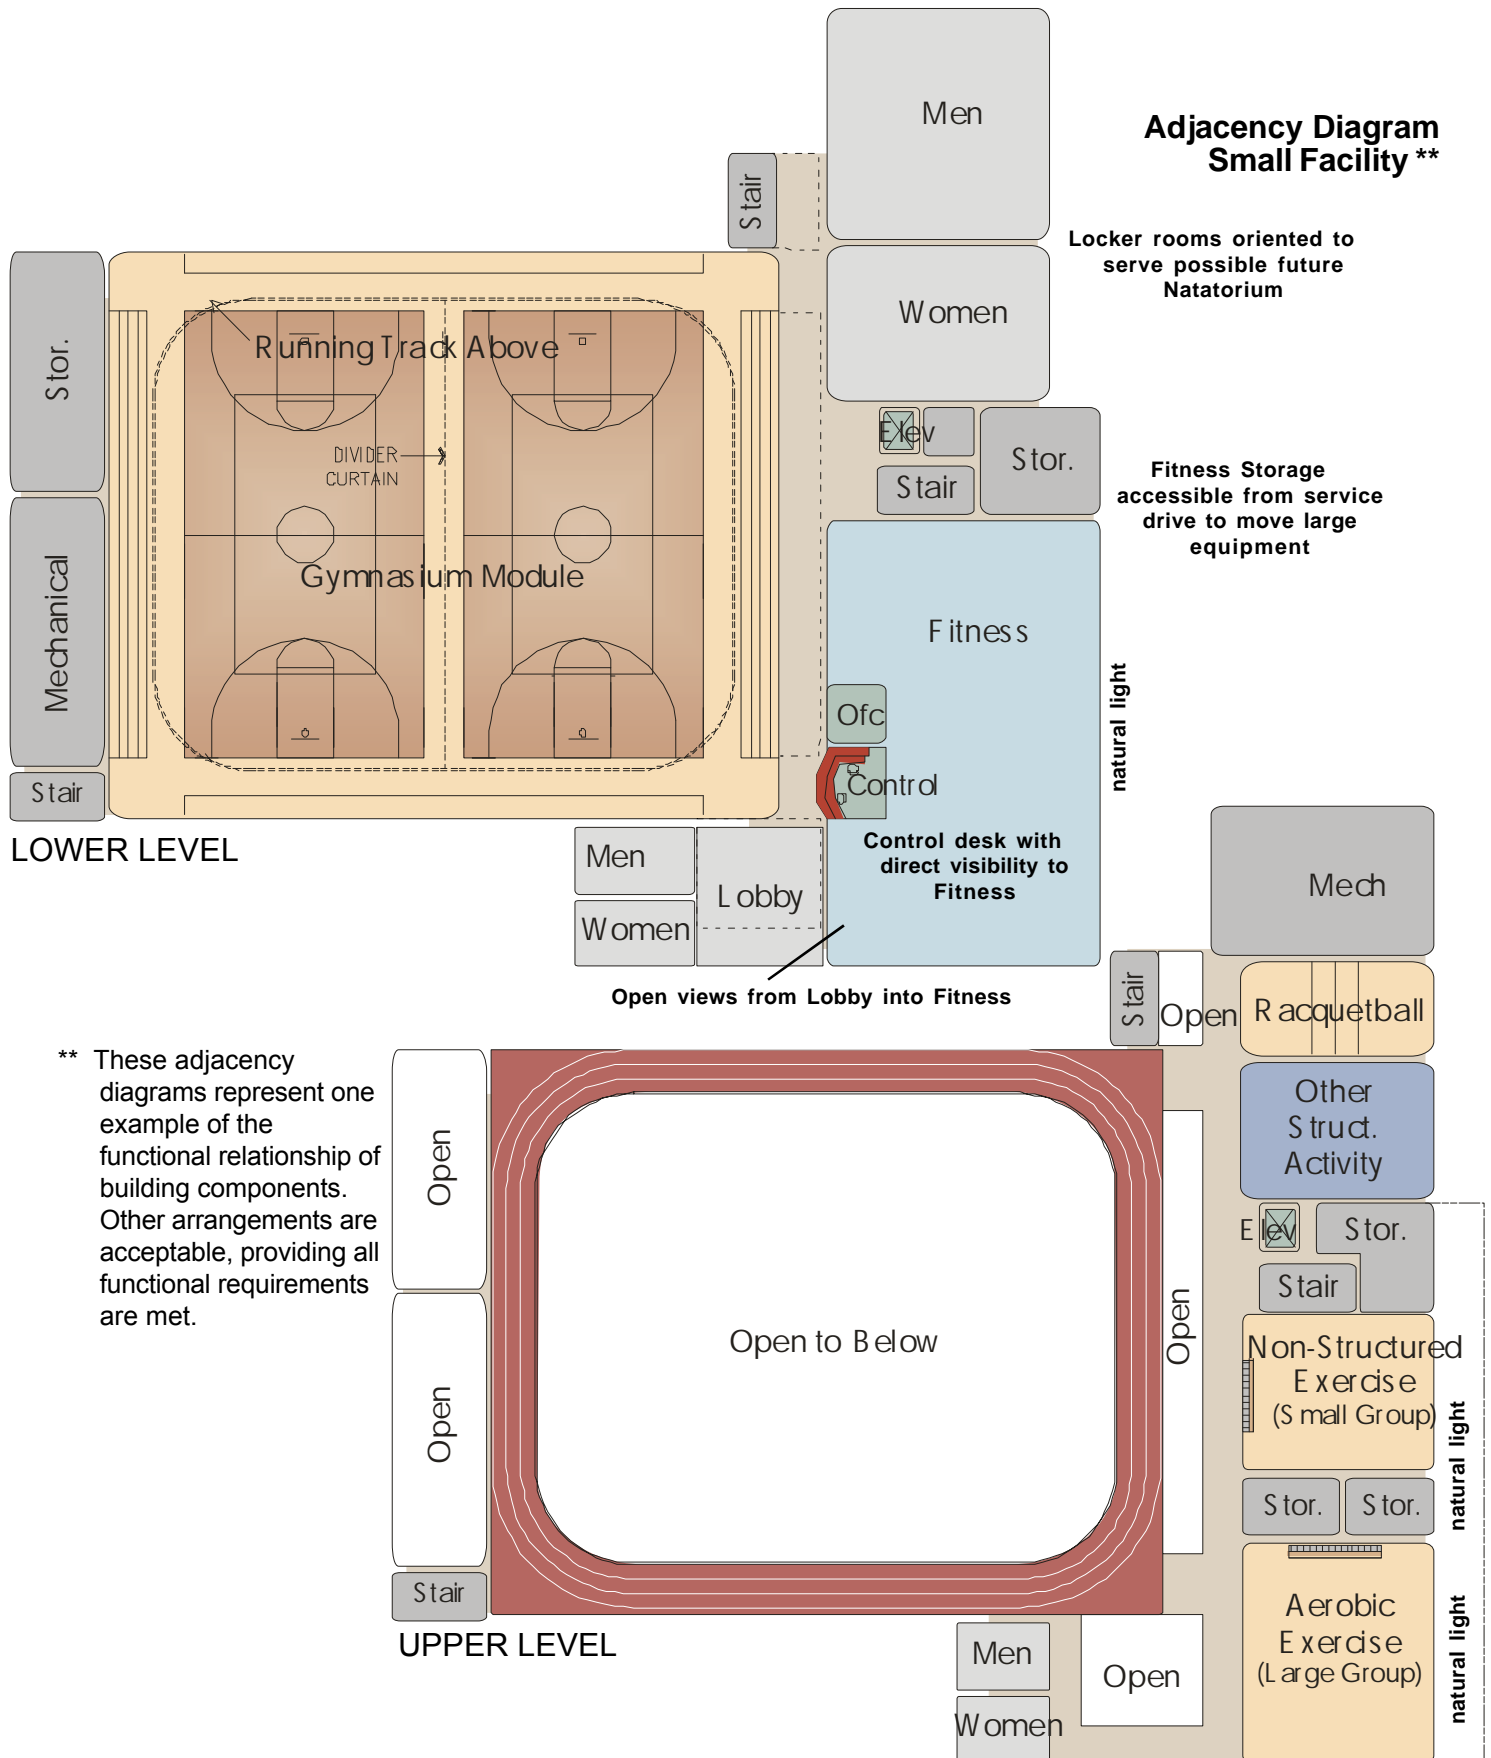 Men
Adjacency Diagram
Small Facility **
Stair
Locker rooms oriented to
serve possible future
Natatorium
Women
Stor.
Running Track Above
Elev
DIVIDER
CURTAIN
Stor.
Stair
Fitness Storage
accessible from service
drive to move large
equipment
Mechanical
Gymnasium Module
Fitness
natural light
Ofc
Control
Stair
LOWER LEVEL
Control desk with
direct visibility to
Fitness
Men
Lobby
Women
Open views from Lobby into Fitness
Mech
Stair
Open
Racquetball
** These adjacency
diagrams represent one
example of the
functional relationship of
building components.
Other arrangements are
acceptable, providing all
functional requirements
are met.
Open
Other
Struct.
Activity
Elev
Stor.
Stair
Open to Below
Open
Non-Structured
Exercise
(Small Group)
natural light
Open
Stor.
Stor.
Stair
UPPER LEVEL
Aerobic
Exercise
(Large Group)
natural light
Men
Open
Women